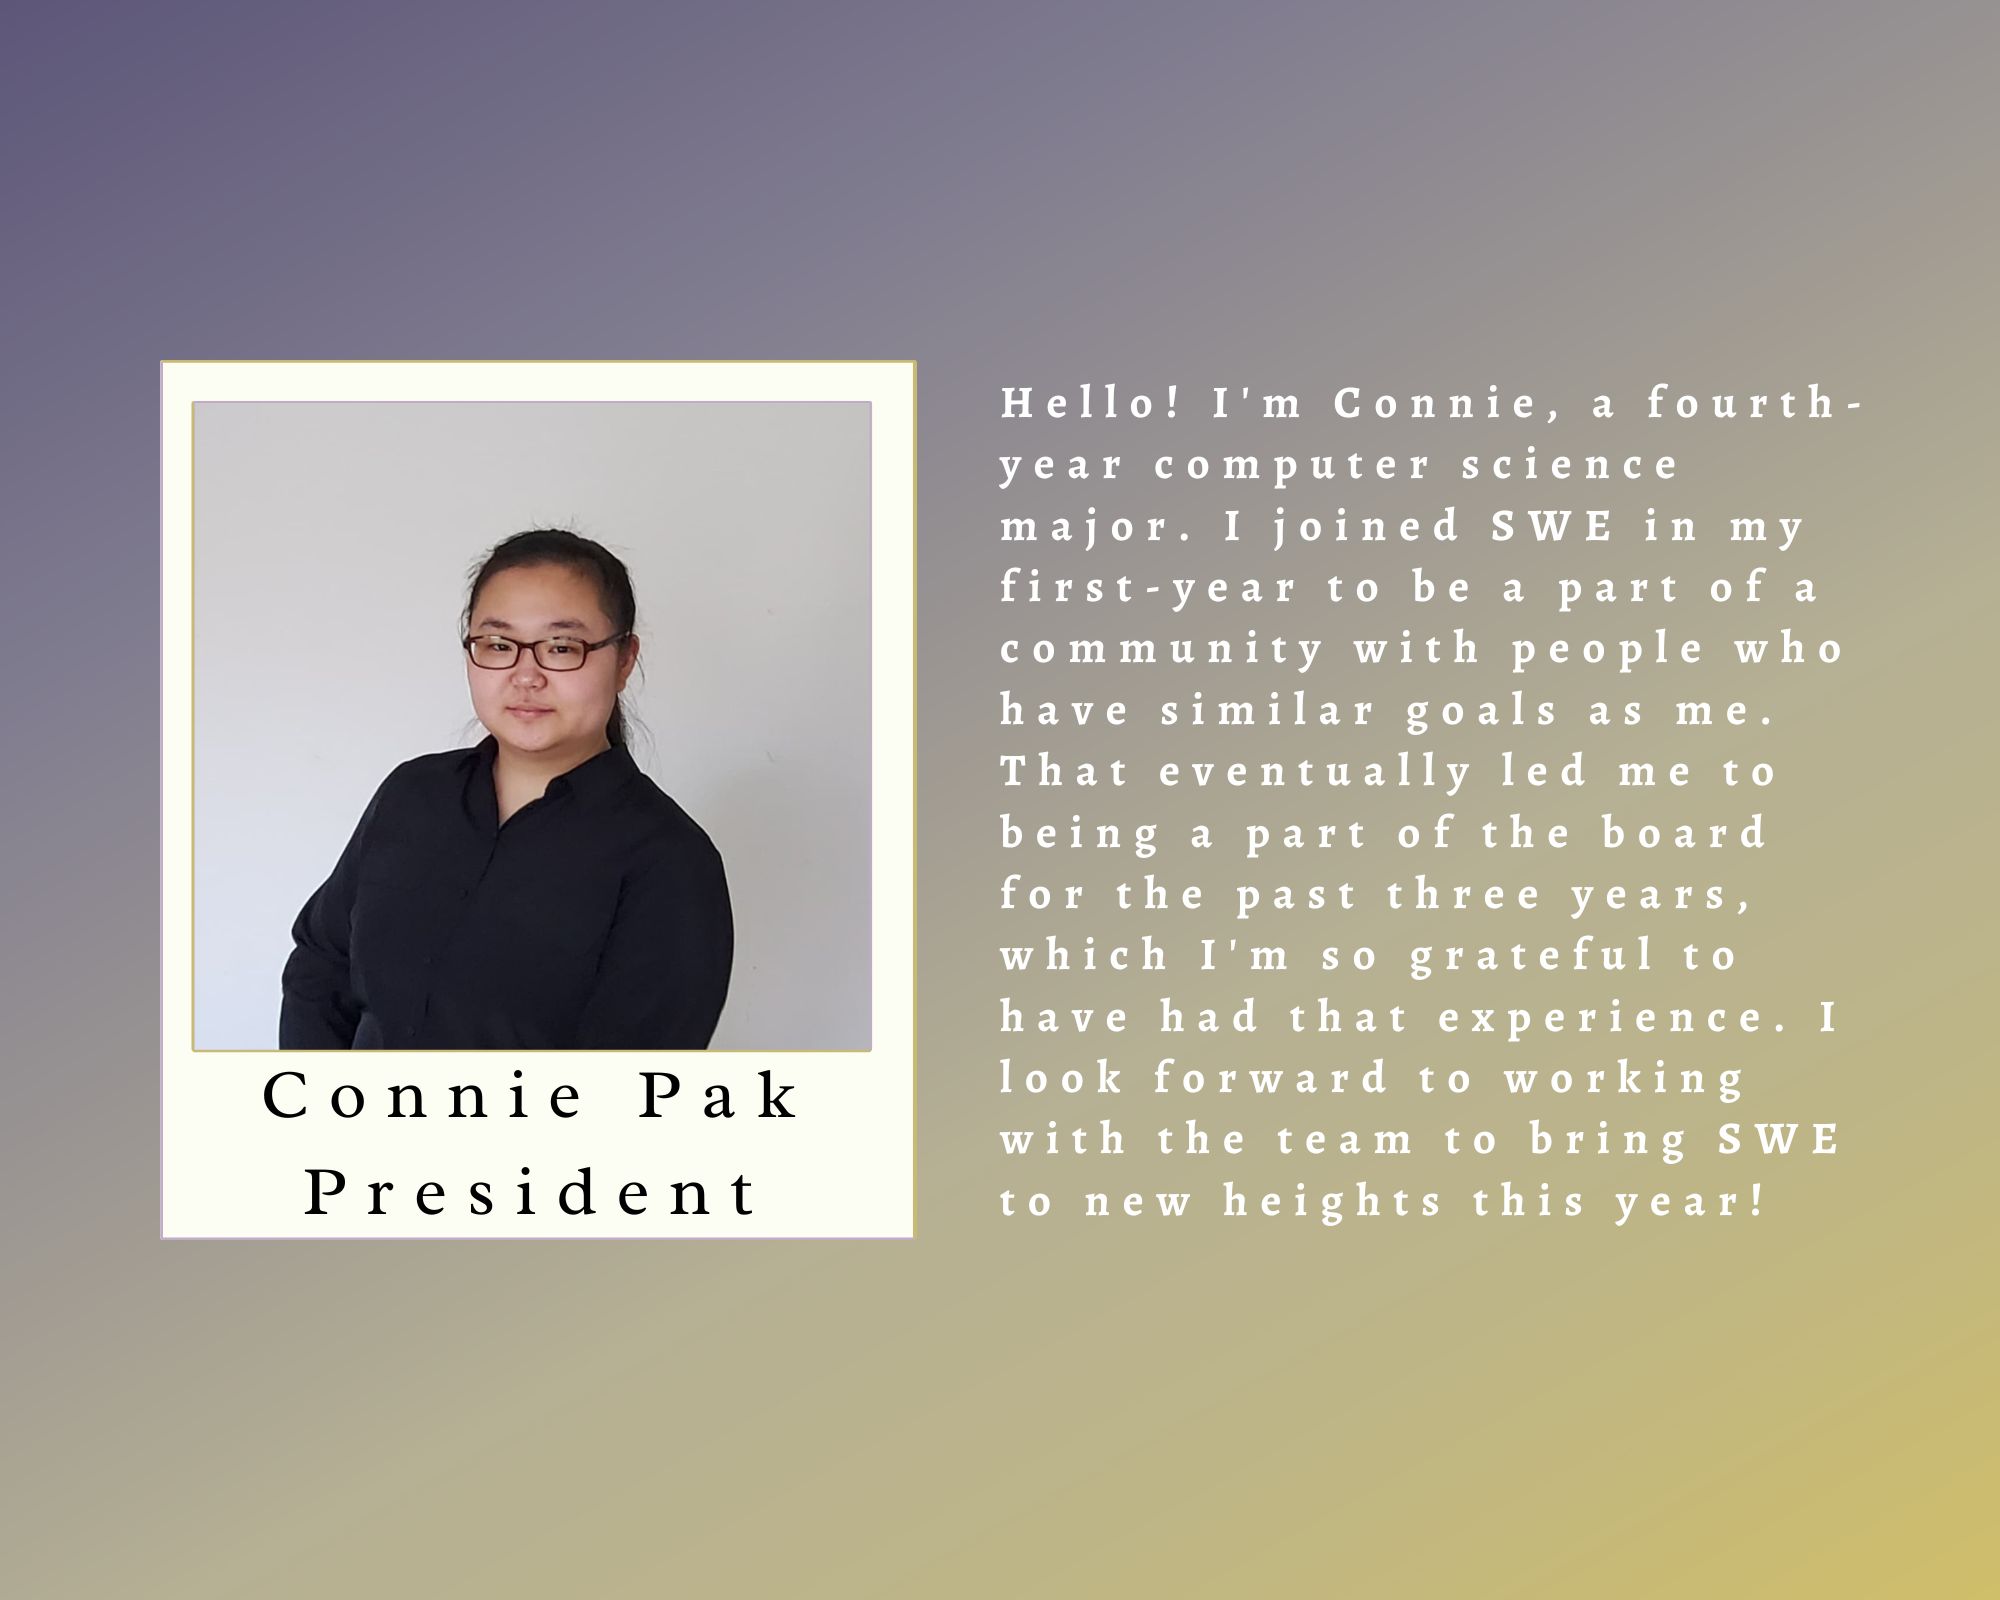 Connie Pak
President
Hello! I'm Connie, a fourth-
year computer science
major. I joined SWE in my
first-year to be a part of a
community with people who
have similar goals as me.
That eventually led me to
being a part of the board
for the past three years,
which I'm so grateful to
have had that experience. I
look forward to working
with the team to bring SWE
to new heights this year!